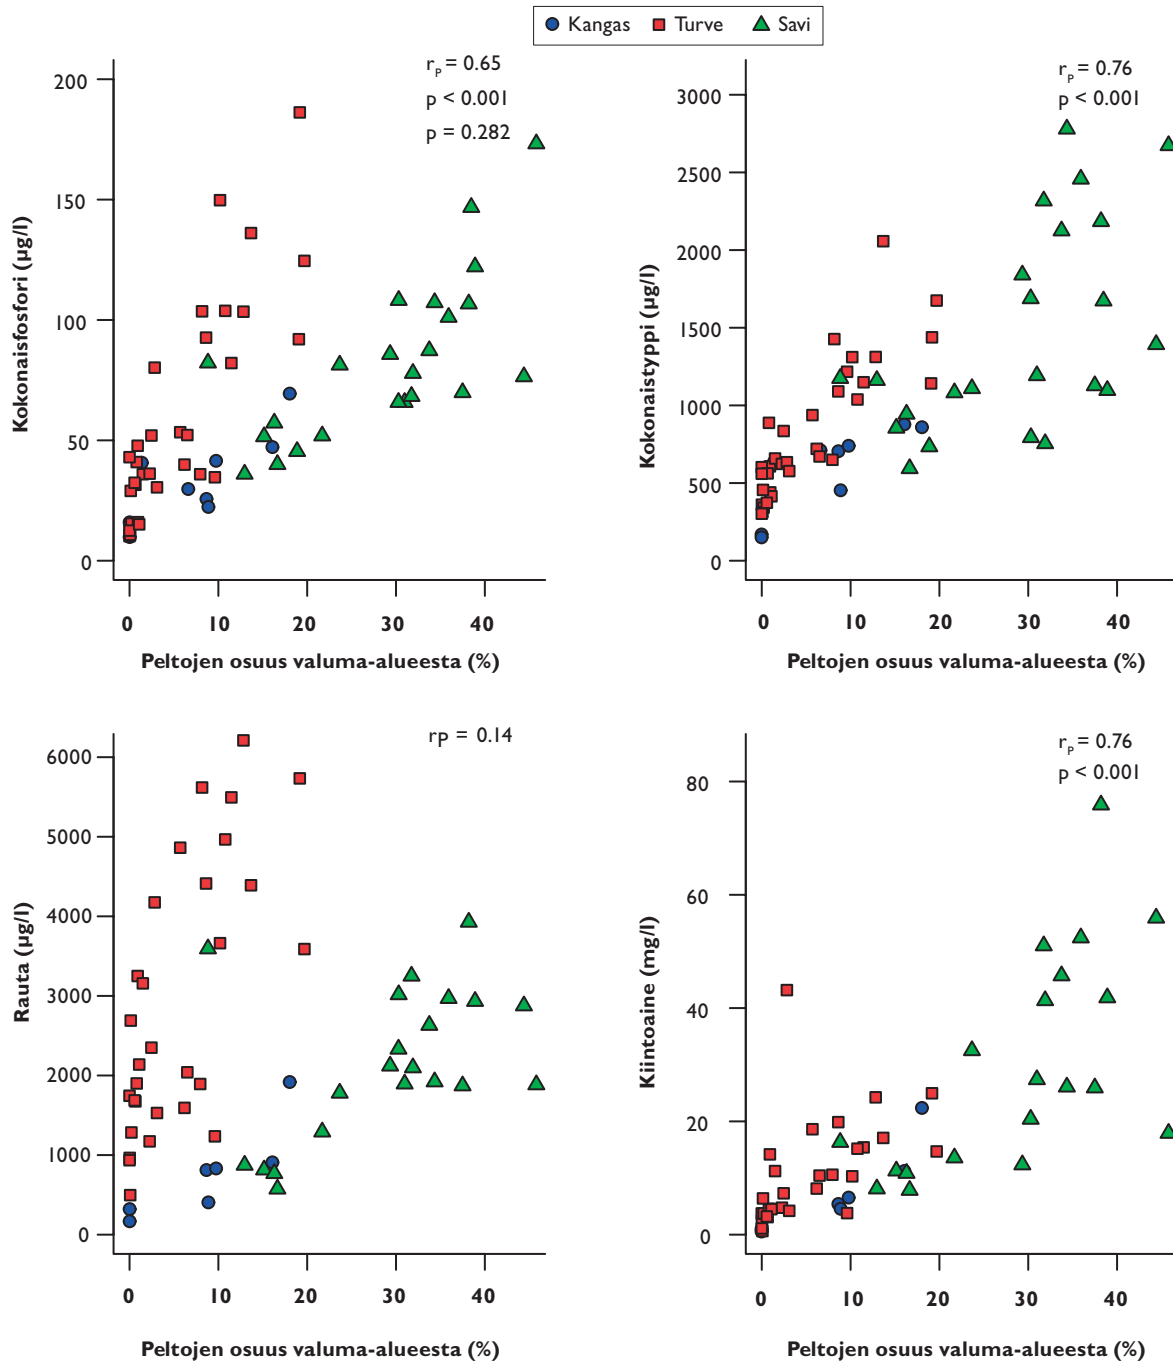 Kangas Turve Savi
r_P = 0.65
p < 0.001
p = 0.282
200
150
100
50
0
Kokonaisfosfori (µg/l)
0 10 20 30 40
Peltojen osuus valuma-alueesta (%)
r_P = 0.76
p < 0.001
3000
2500
2000
1500
1000
500
0
Kokonaistyppi (µg/l)
0 10 20 30 40
Peltojen osuus valuma-alueesta (%)
rP = 0.14
6000
5000
4000
3000
2000
1000
0
Rauta (µg/l)
0 10 20 30 40
Peltojen osuus valuma-alueesta (%)
r_P = 0.76
p < 0.001
80
60
40
20
0
Kiintoaine (mg/l)
0 10 20 30 40
Peltojen osuus valuma-alueesta (%)